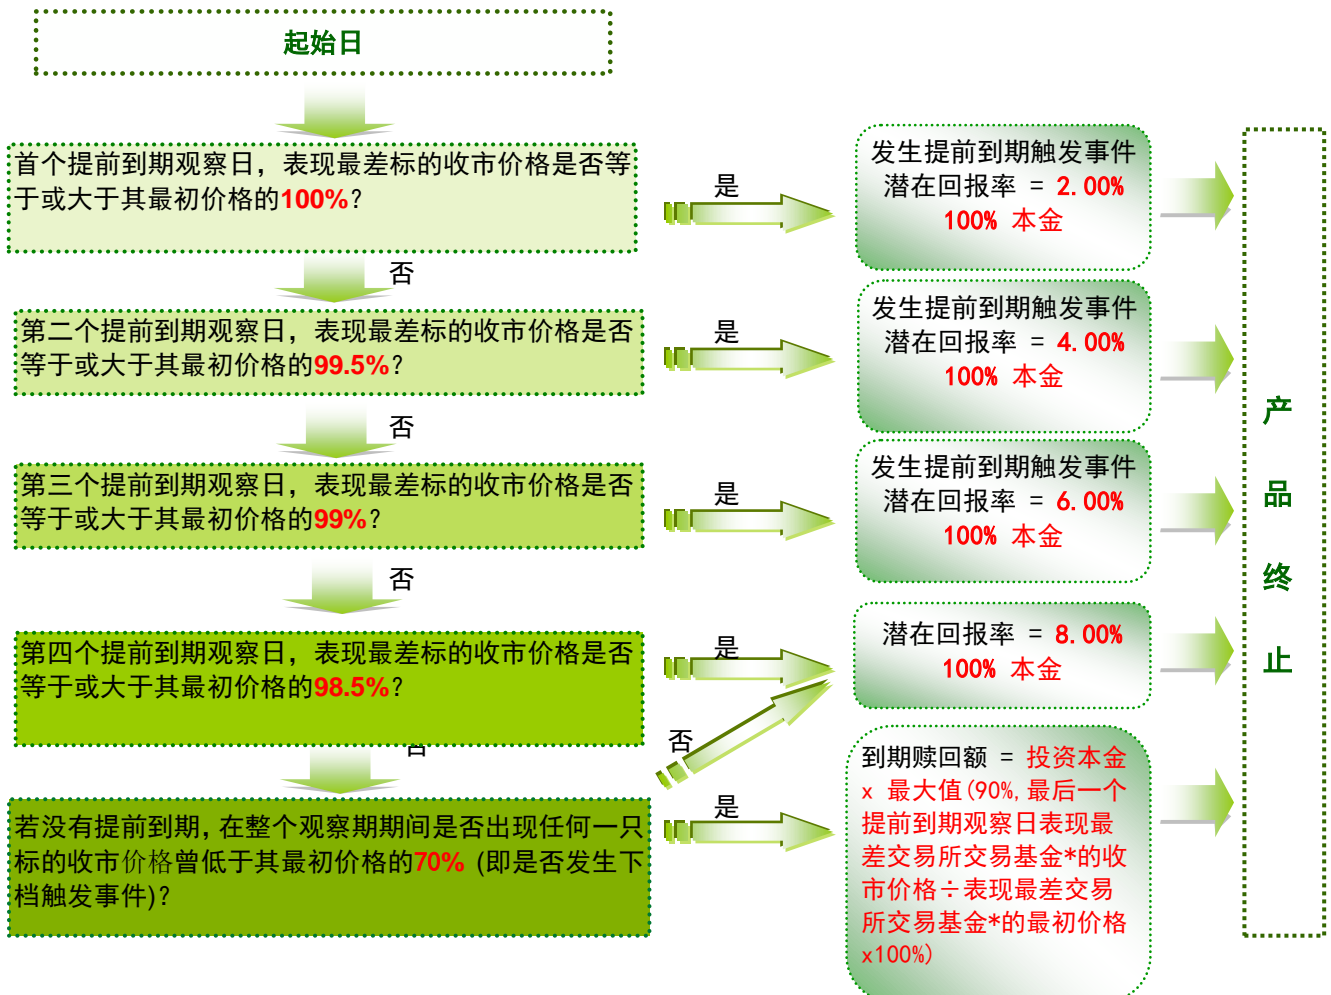 起始日
首个提前到期观察日，表现最差标的收市价格是否等
于或大于其最初价格的100%?
是
发生提前到期触发事件
潜在回报率 = 2.00%
100% 本金
否
第二个提前到期观察日，表现最差标的收市价格是否
等于或大于其最初价格的99.5%?
是
发生提前到期触发事件
潜在回报率 = 4.00%
100% 本金
否
第三个提前到期观察日，表现最差标的收市价格是否
等于或大于其最初价格的99%?
是
发生提前到期触发事件
潜在回报率 = 6.00%
100% 本金
否
第四个提前到期观察日，表现最差标的收市价格是否
等于或大于其最初价格的98.5%?
是
潜在回报率 = 8.00%
100% 本金
否
否
若没有提前到期,在整个观察期期间是否出现任何一只
标的收市价格曾低于其最初价格的70% (即是否发生下
档触发事件)?
是
到期赎回额 = 投资本金
x 最大值(90%,最后一个
提前到期观察日表现最
差交易所交易基金*的收
市价格÷表现最差交易
所交易基金*的最初价格
x100%)
产
品
终
止